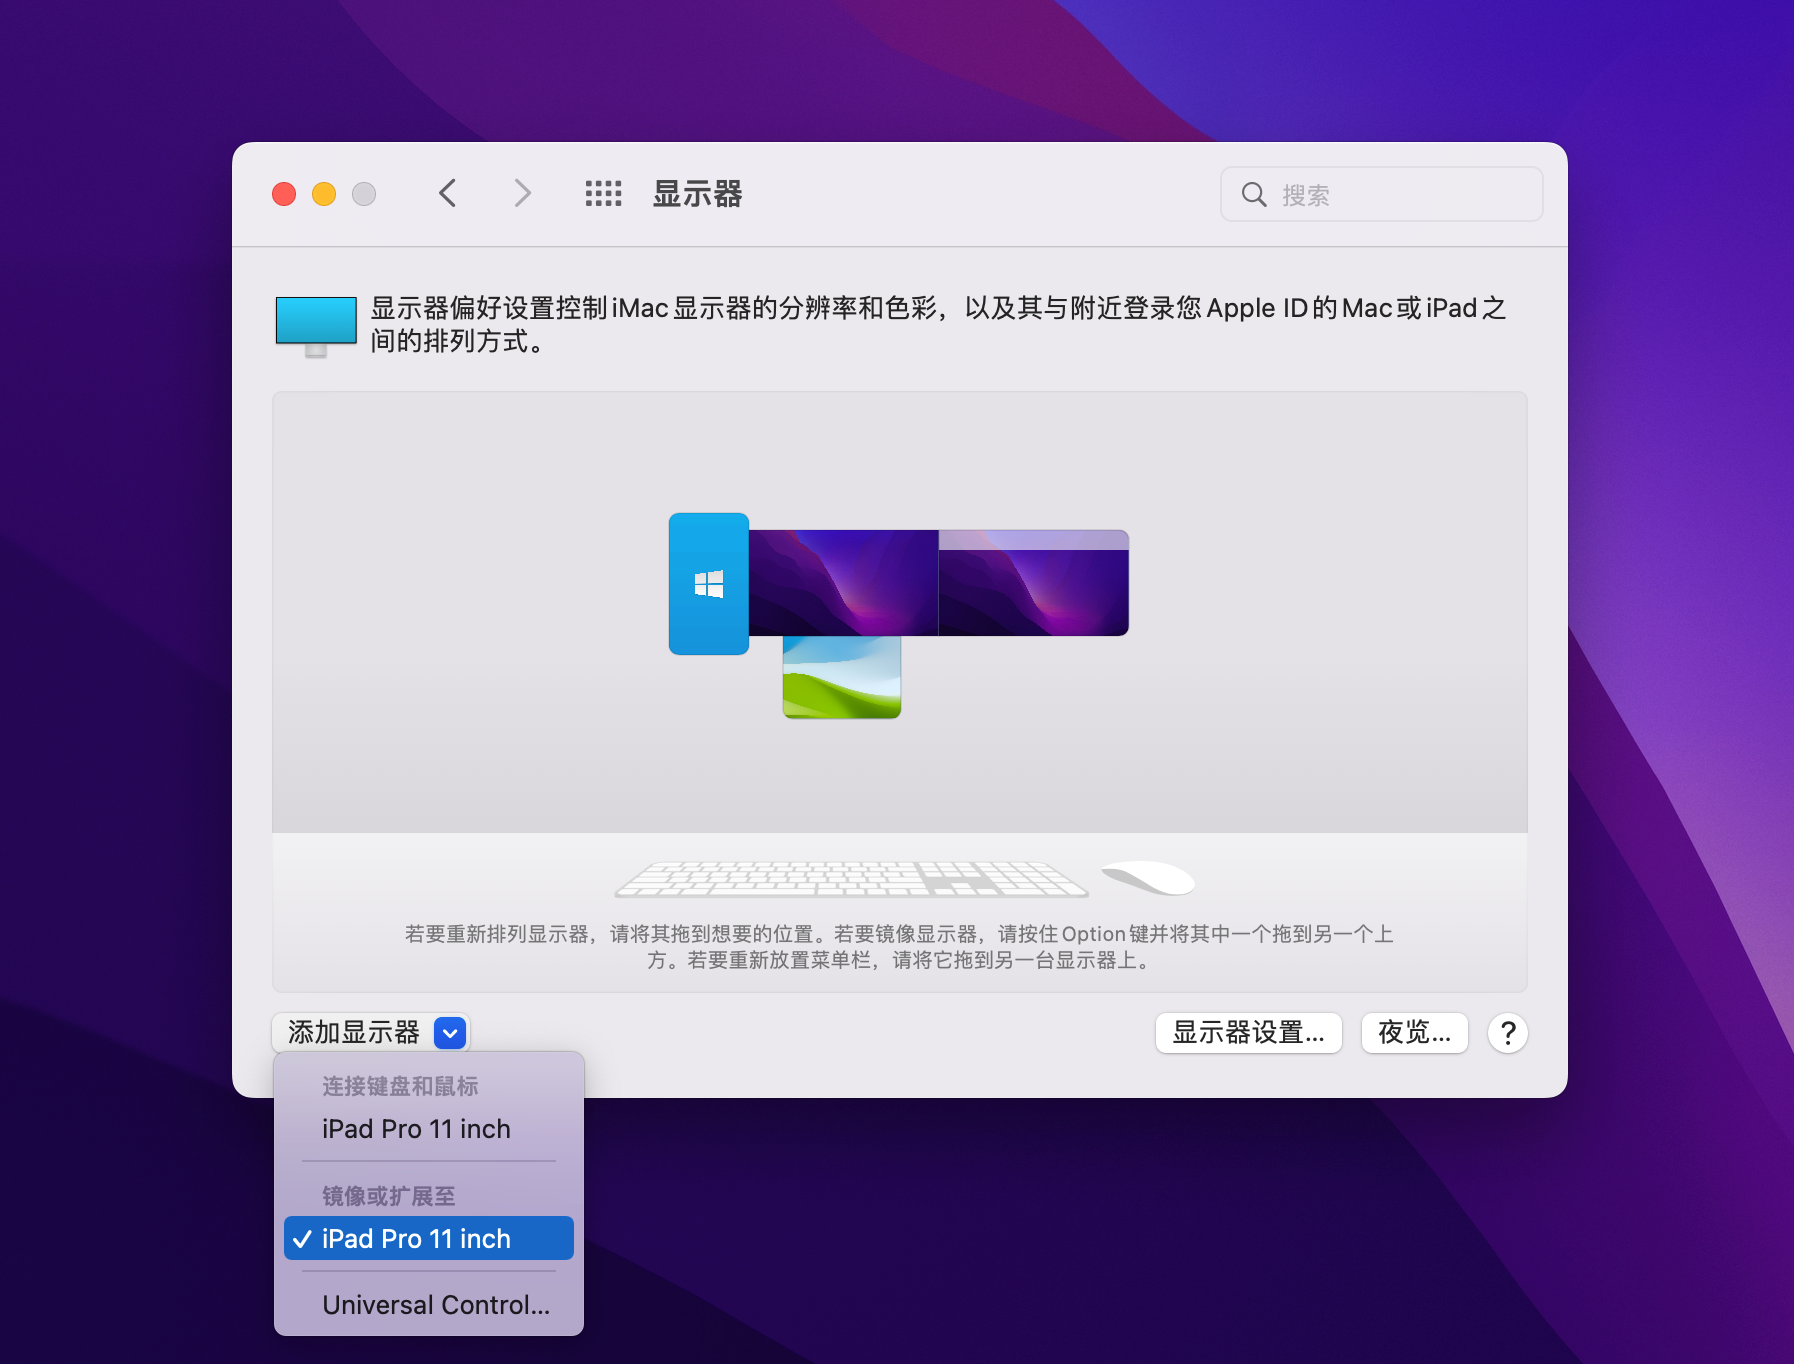 显示器
搜索
显示器偏好设置控制iMac显示器的分辨率和色彩，以及其与附近登录您Apple ID的Mac或iPad之
间的排列方式。
若要重新排列显示器，请将其拖到想要的位置。若要镜像显示器，请按住Option键并将其中一个拖到另一个上
方。若要重新放置菜单栏，请将它拖到另一台显示器上。
添加显示器
显示器设置...
夜览...
?
连接键盘和鼠标
iPad Pro 11 inch
镜像或扩展至
iPad Pro 11 inch
Universal Control...